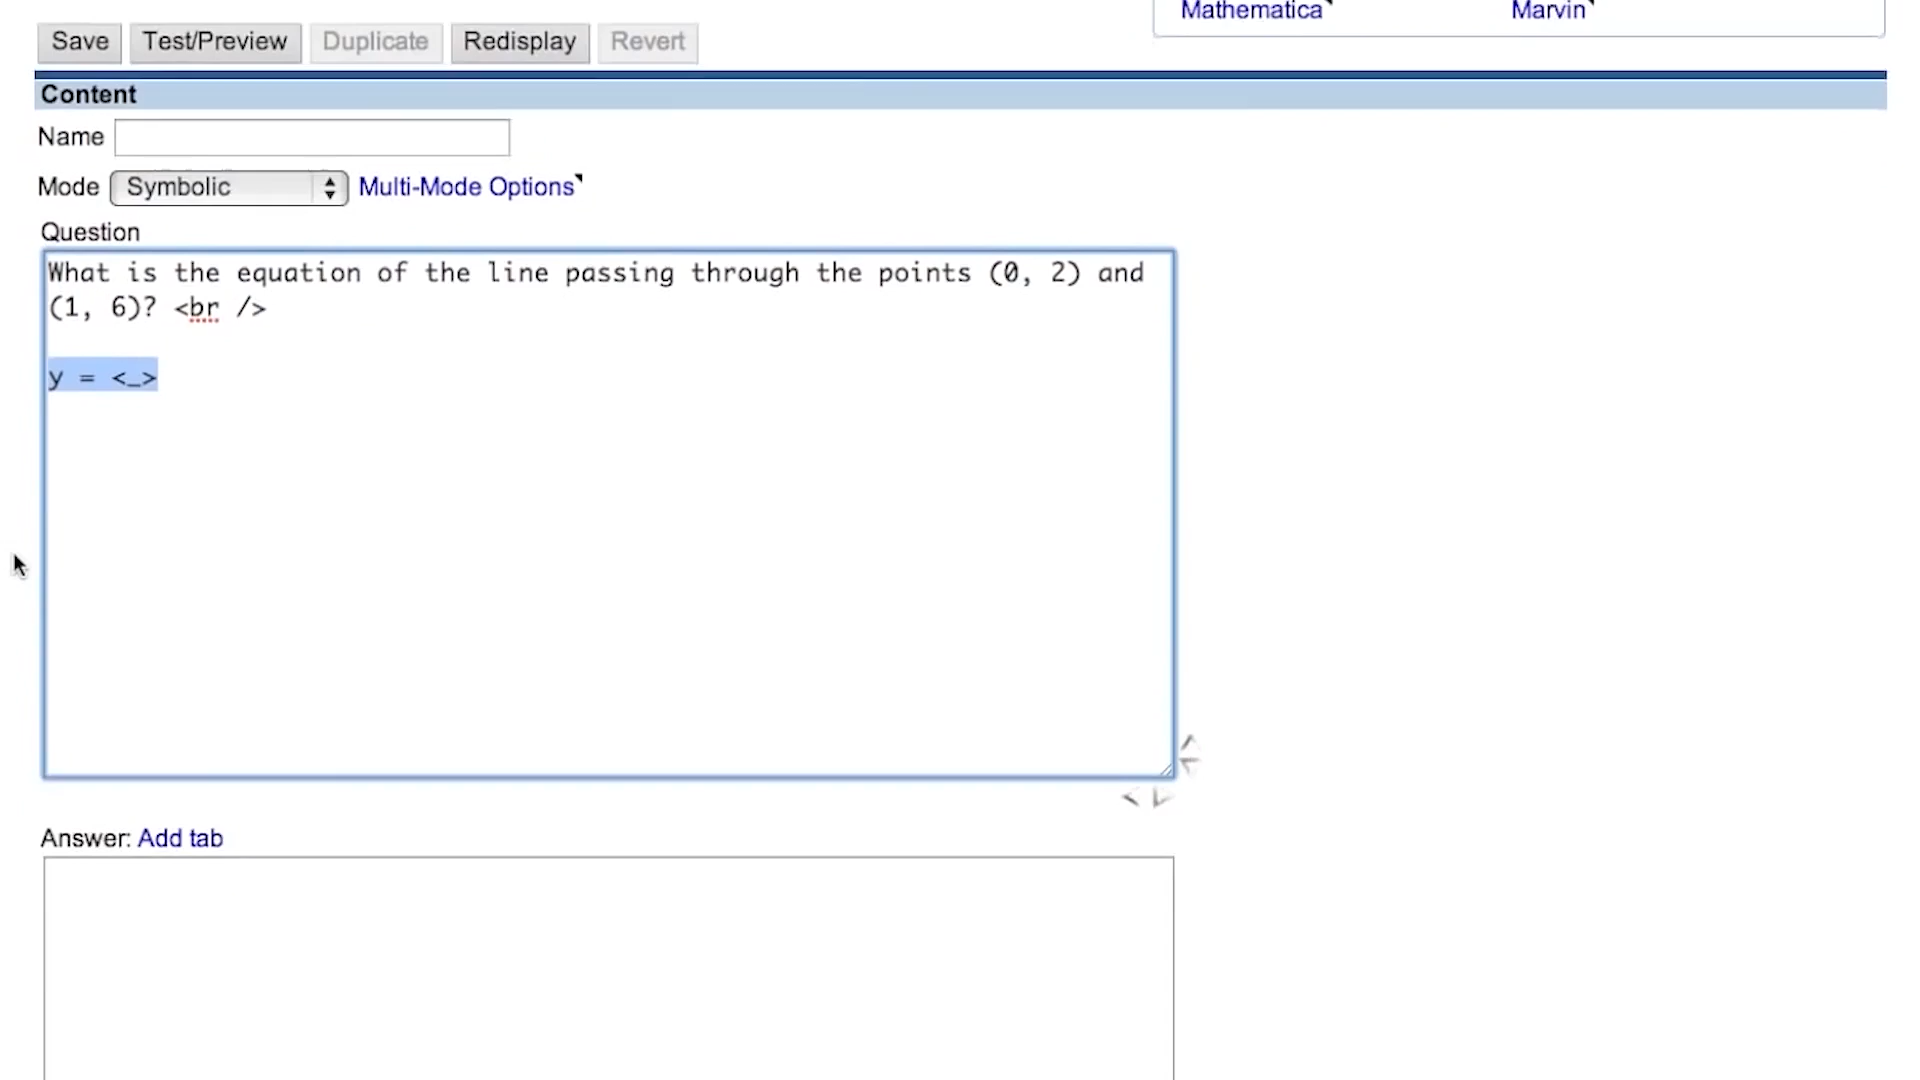 Mathematica Marvin
Save Test/Preview Duplicate Redisplay Revert
Content
Name
Mode Symbolic Multi-Mode Options
Question
What is the equation of the line passing through the points (0, 2) and
(1, 6)? <br />
y = <_>
Answer: Add tab